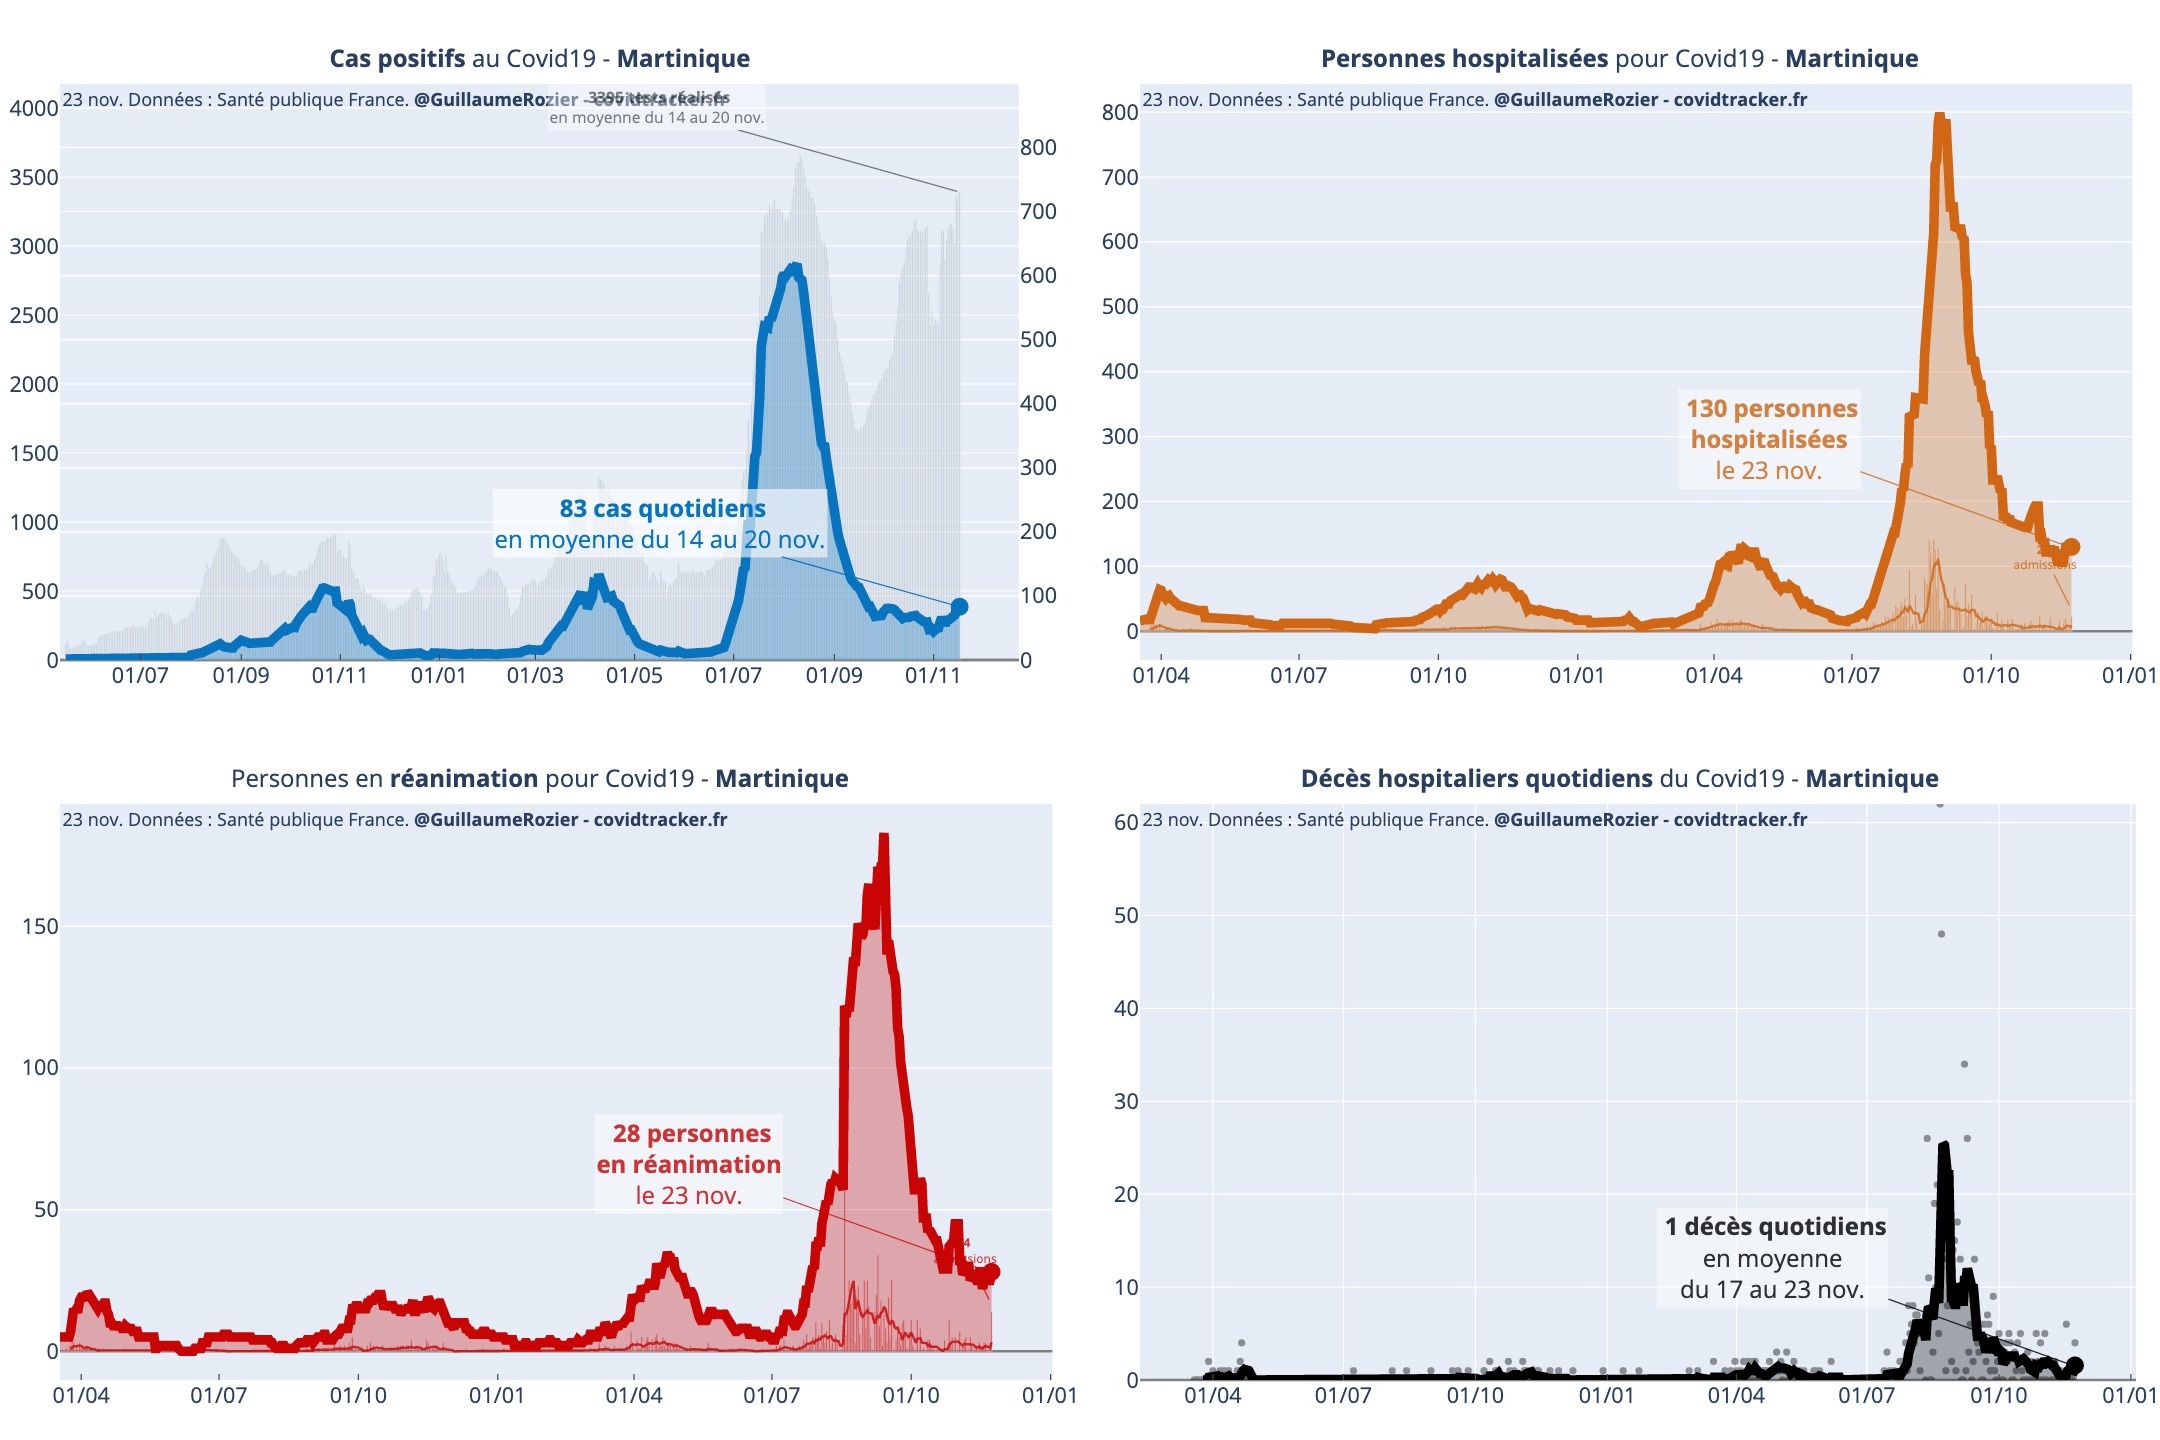 Cas positifs au Covid19 - Martinique
23 nov. Données : Santé publique France. @GuillaumeRozier - covidtracker.fr
3395 tests réalisés
en moyenne du 14 au 20 nov.
4000
3500
3000
2500
2000
1500
1000
500
0
800
700
600
500
400
300
200
100
0
83 cas quotidiens
en moyenne du 14 au 20 nov.
01/07 01/09 01/11 01/01 01/03 01/05 01/07 01/09 01/11
Personnes hospitalisées pour Covid19 - Martinique
23 nov. Données : Santé publique France. @GuillaumeRozier - covidtracker.fr
800
700
600
500
400
300
200
100
0
130 personnes
hospitalisées
le 23 nov.
admissions
01/04 01/07 01/10 01/01 01/04 01/07 01/10 01/01
Personnes en réanimation pour Covid19 - Martinique
23 nov. Données : Santé publique France. @GuillaumeRozier - covidtracker.fr
150
100
50
0
28 personnes
en réanimation
le 23 nov.
01/04 01/07 01/10 01/01 01/04 01/07 01/10 01/01
Décès hospitaliers quotidiens du Covid19 - Martinique
23 nov. Données : Santé publique France. @GuillaumeRozier - covidtracker.fr
60
50
40
30
20
10
0
1 décès quotidiens
en moyenne
du 17 au 23 nov.
01/04 01/07 01/10 01/01 01/04 01/07 01/10 01/01